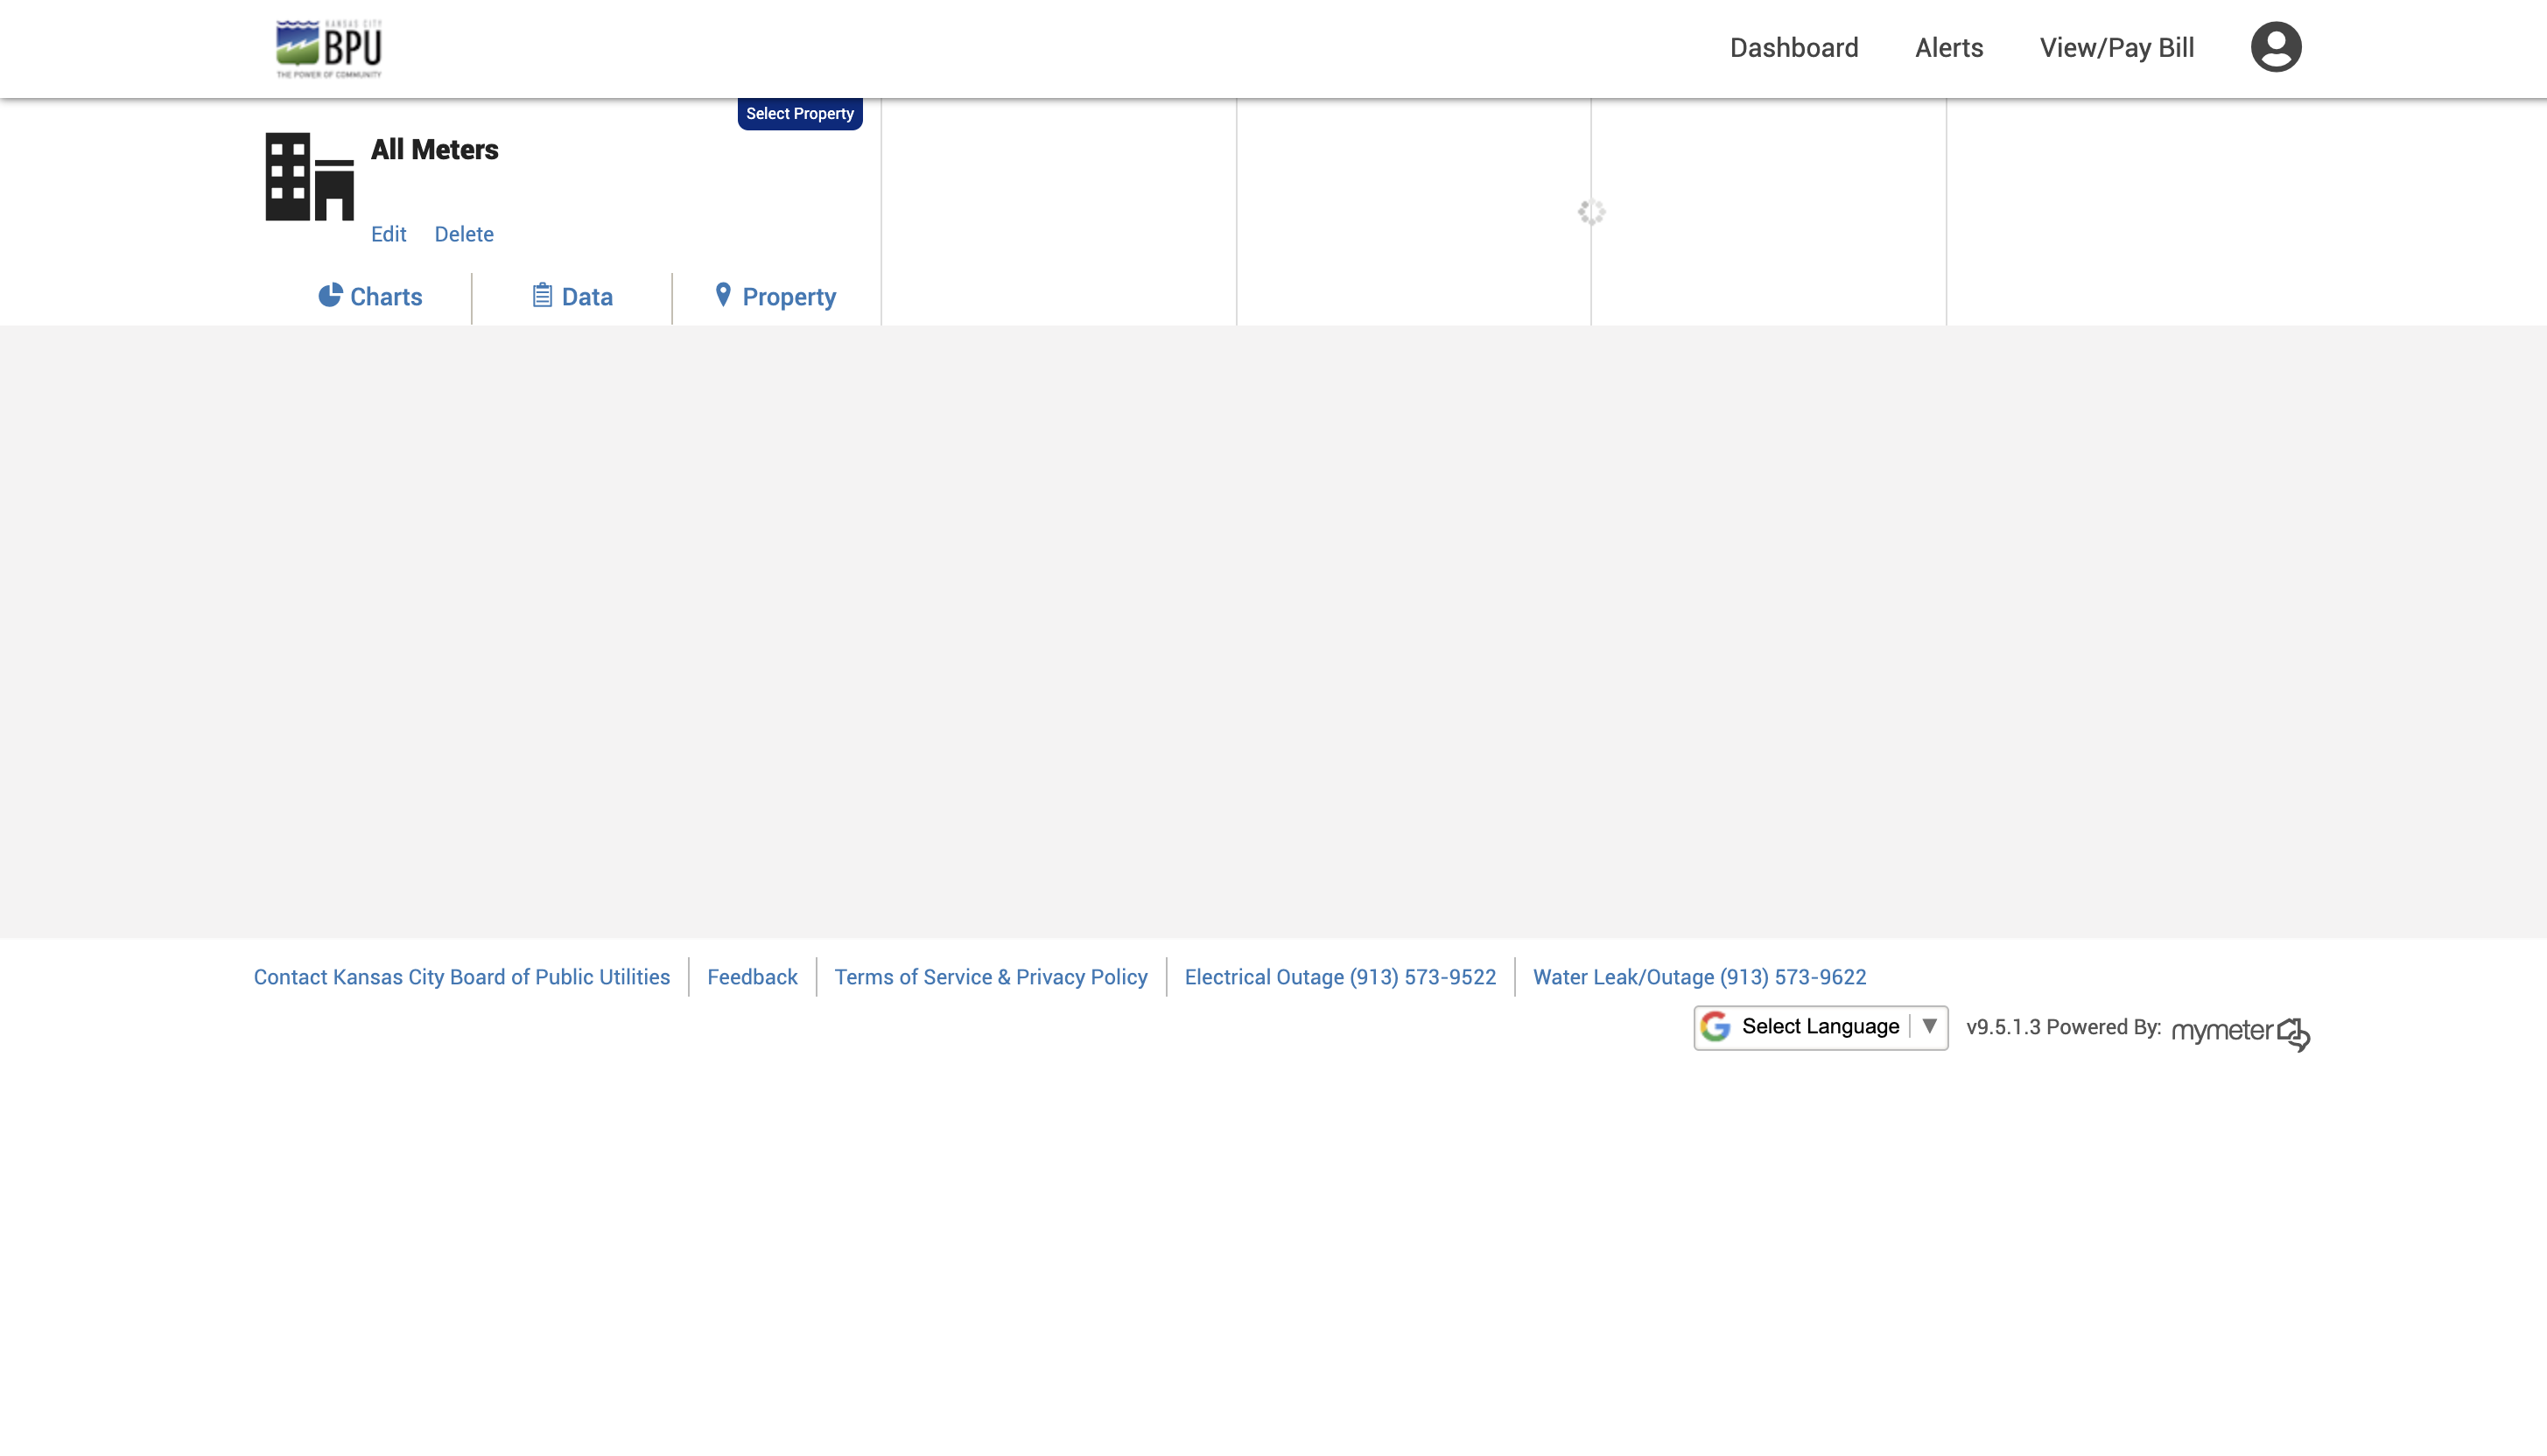 KANSAS CITY
BPU
THE POWER OF COMMUNITY
Dashboard
Alerts
View/Pay Bill
Select Property
All Meters
Edit
Delete
Charts
Data
Property
Contact Kansas City Board of Public Utilities
Feedback
Terms of Service & Privacy Policy
Electrical Outage (913) 573-9522
Water Leak/Outage (913) 573-9622
Select Language
v9.5.1.3 Powered By:
mymeter